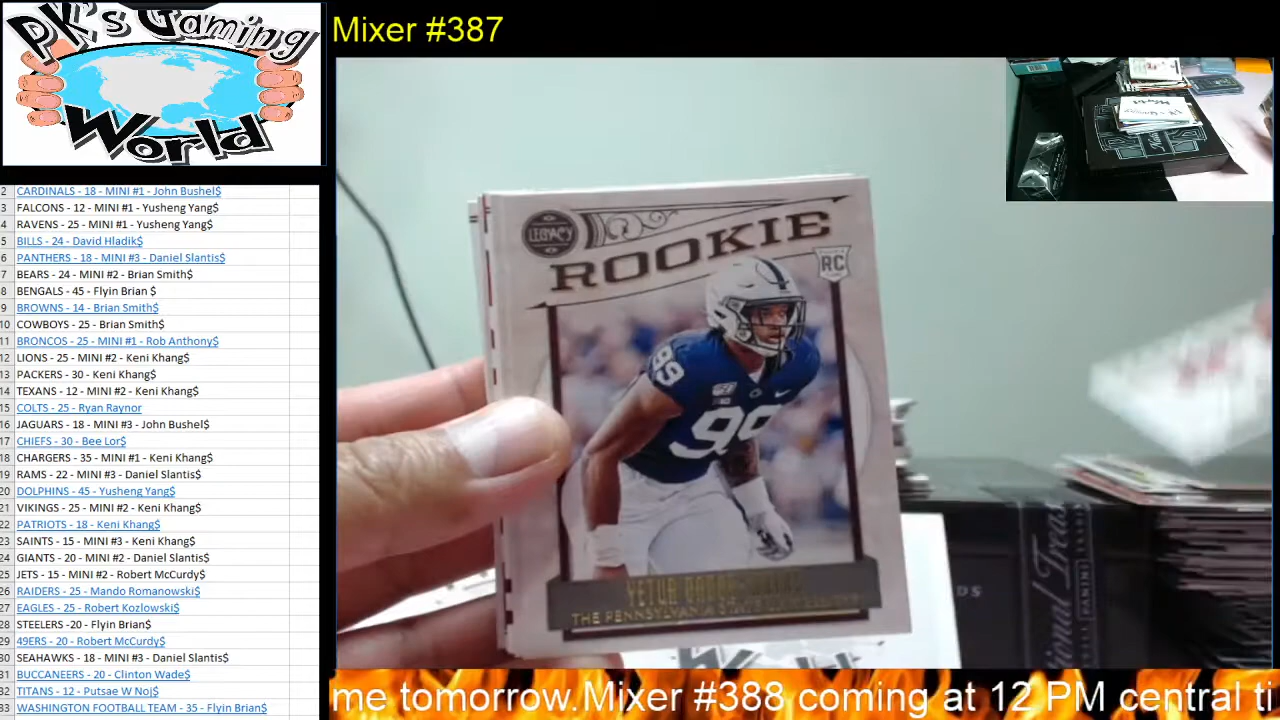 PK's Gaming
World
Mixer #387
2 CARDINALS - 18 - MINI #1 - John Bushel$
3 FALCONS - 12 - MINI #1 - Yusheng Yang$
4 RAVENS - 25 - MINI #1 - Yusheng Yang$
5 BILLS - 24 - David Hladik$
6 PANTHERS - 18 - MINI #3 - Daniel Slantis$
7 BEARS - 24 - MINI #2 - Brian Smith$
8 BENGALS - 45 - Flyin Brian $
9 BROWNS - 14 - Brian Smith$
10 COWBOYS - 25 - Brian Smith$
11 BRONCOS - 25 - MINI #1 - Rob Anthony$
12 LIONS - 25 - MINI #2 - Keni Khang$
13 PACKERS - 30 - Keni Khang$
14 TEXANS - 12 - MINI #2 - Keni Khang$
15 COLTS - 25 - Ryan Raynor
16 JAGUARS - 18 - MINI #3 - John Bushel$
17 CHIEFS - 30 - Bee Lor$
18 CHARGERS - 35 - MINI #1 - Keni Khang$
19 RAMS - 22 - MINI #3 - Daniel Slantis$
20 DOLPHINS - 45 - Yusheng Yang$
21 VIKINGS - 25 - MINI #2 - Keni Khang$
22 PATRIOTS - 18 - Keni Khang$
23 SAINTS - 15 - MINI #3 - Keni Khang$
24 GIANTS - 20 - MINI #2 - Daniel Slantis$
25 JETS - 15 - MINI #2 - Robert McCurdy$
26 RAIDERS - 25 - Mando Romanowski$
27 EAGLES - 25 - Robert Kozlowski$
28 STEELERS -20 - Flyin Brian$
29 49ERS - 20 - Robert McCurdy$
30 SEAHAWKS - 18 - MINI #3 - Daniel Slantis$
31 BUCCANEERS - 20 - Clinton Wade$
32 TITANS - 12 - Putsae W Noj$
33 WASHINGTON FOOTBALL TEAM - 35 - Flyin Brian$
LEGACY
ROOKIE
RC
99
99
YETUR
THE PENNSYLVANIA STATE
me tomorrow.Mixer #388 coming at 12 PM central ti